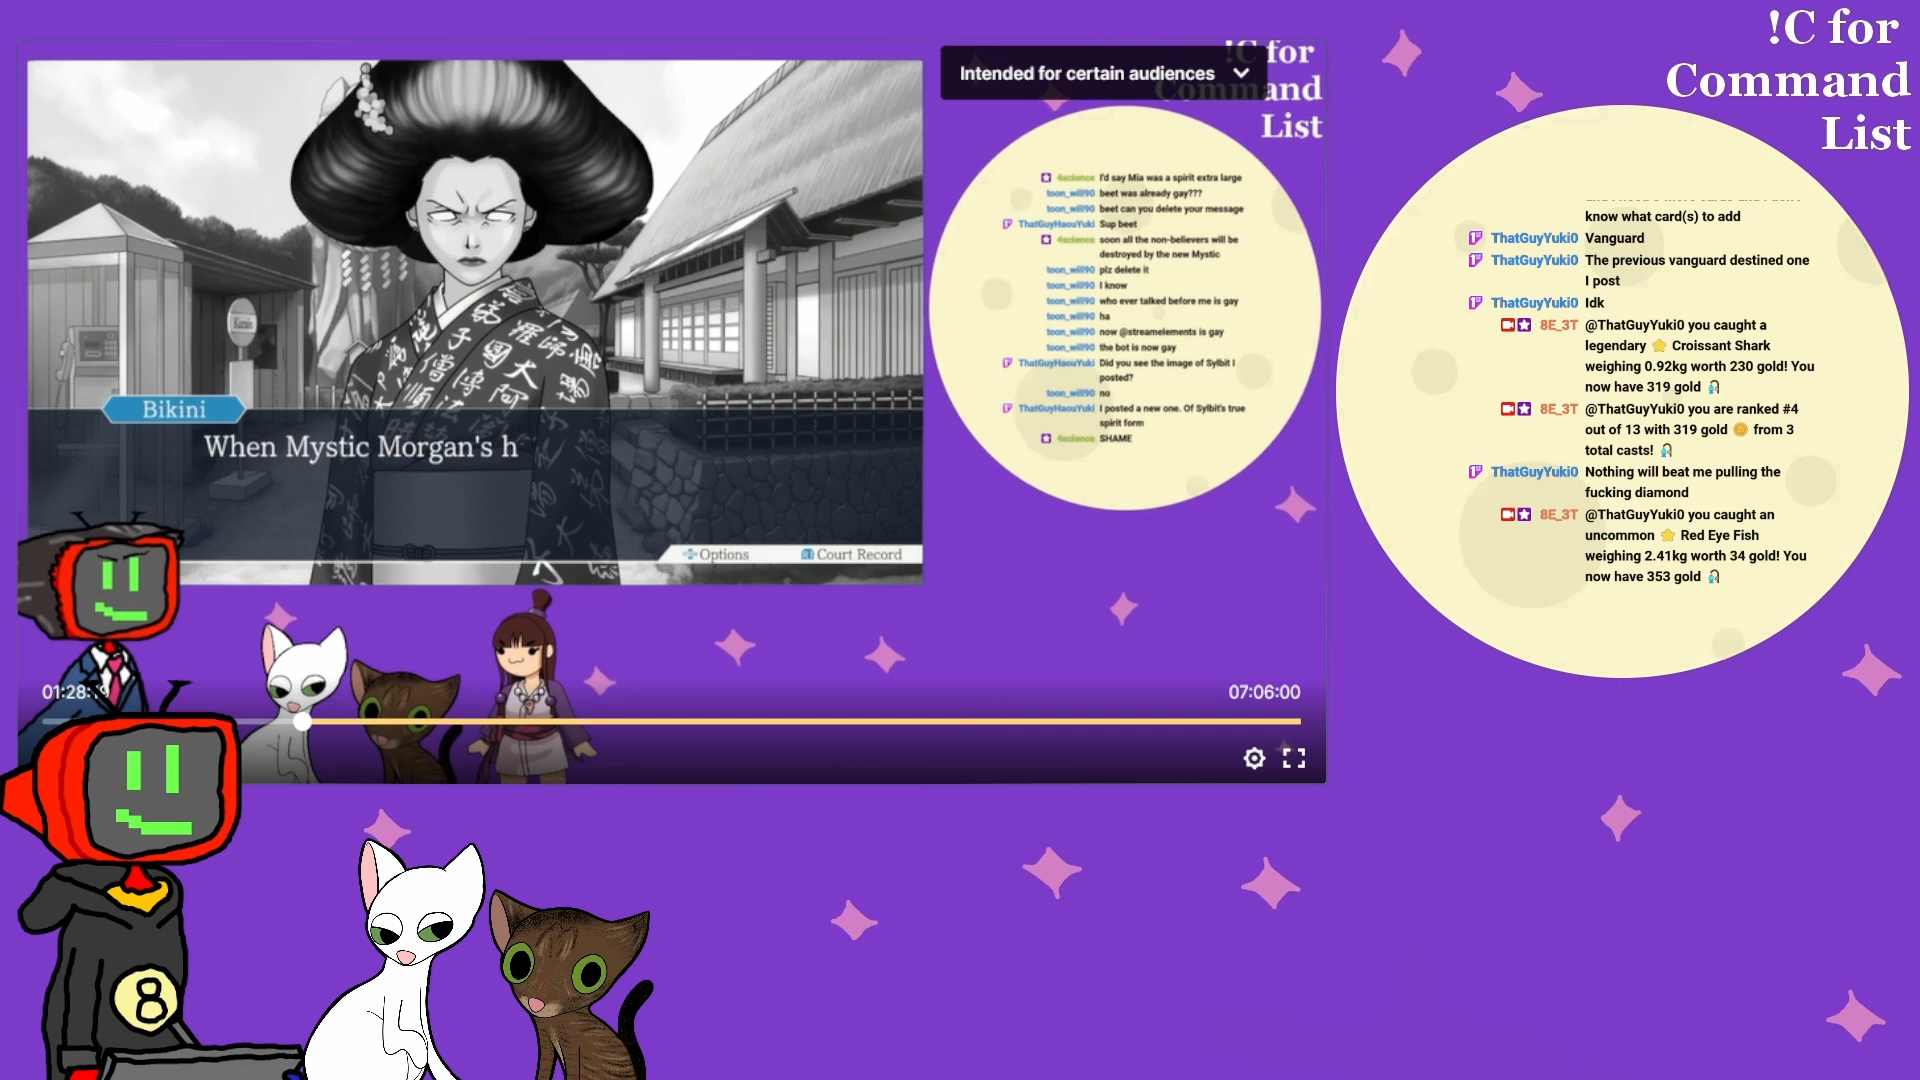 !C for
Command
List
Intended for certain audiences
!C for
Command
List
4science I'd say Mia was a spirit extra large
toon_will90 beet was already gay???
toon_will90 beet can you delete your message
ThatGuyHaouYuki Sup beet
4science soon all the non-believers will be
destroyed by the new Mystic
toon_will90 plz delete it
toon_will90 I know
toon_will90 who ever talked before me is gay
toon_will90 ha
toon_will90 now @streamelements is gay
toon_will90 the bot is now gay
ThatGuyHaouYuki Did you see the image of Sylbit I
posted?
toon_will90 no
ThatGuyHaouYuki I posted a new one. Of Sylbit's true
spirit form
4science SHAME
Kurain
Bikini
When Mystic Morgan's h
Options
Court Record
know what card(s) to add
ThatGuyYuki0 Vanguard
ThatGuyYuki0 The previous vanguard destined one
I post
ThatGuyYuki0 Idk
8E_3T @ThatGuyYuki0 you caught a
legendary Croissant Shark
weighing 0.92kg worth 230 gold! You
now have 319 gold
8E_3T @ThatGuyYuki0 you are ranked #4
out of 13 with 319 gold from 3
total casts!
ThatGuyYuki0 Nothing will beat me pulling the
fucking diamond
8E_3T @ThatGuyYuki0 you caught an
uncommon Red Eye Fish
weighing 2.41kg worth 34 gold! You
now have 353 gold
07:06:00
8